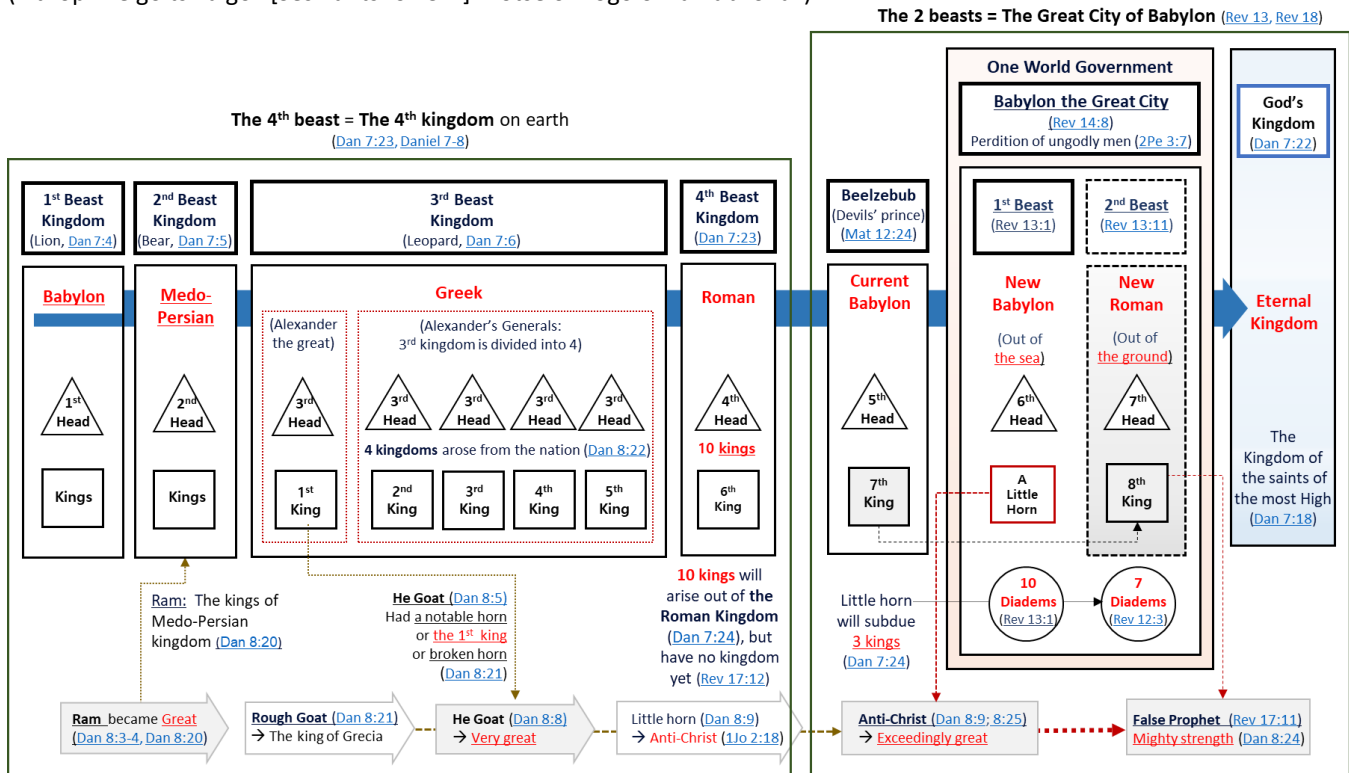 The 2 beasts = The Great City of Babylon (Rev 13, Rev 18)
The 4th beast = The 4th kingdom on earth
(Dan 7:23, Daniel 7-8)
1st Beast
Kingdom
(Lion, Dan 7:4)
2nd Beast
Kingdom
(Bear, Dan 7:5)
3rd Beast
Kingdom
(Leopard, Dan 7:6)
4th Beast
Kingdom
(Dan 7:23)
Babylon
Medo-
Persian
Greek
Roman
(Alexander
the great)
(Alexander's Generals:
3rd kingdom is divided into 4)
1st
Head
2nd
Head
3rd
Head
3rd
Head
3rd
Head
3rd
Head
3rd
Head
4th
Head
4 kingdoms arose from the nation (Dan 8:22)
10 kings
Kings
Kings
1st
King
2nd
King
3rd
King
4th
King
5th
King
6th
King
Ram: The kings of
Medo-Persian
kingdom (Dan 8:20)
He Goat (Dan 8:5)
Had a notable horn
or the 1st king
or broken horn
(Dan 8:21)
10 kings will
arise out of the
Roman Kingdom
(Dan 7:24), but
have no kingdom
yet (Rev 17:12)
Ram became Great
(Dan 8:3-4, Dan 8:20)
Rough Goat (Dan 8:21)
→ The king of Grecia
He Goat (Dan 8:8)
→ Very great
Little horn (Dan 8:9)
→ Anti-Christ (1Jo 2:18)
One World Government
Babylon the Great City
(Rev 14:8)
Perdition of ungodly men (2Pe 3:7)
God's
Kingdom
(Dan 7:22)
Beelzebub
(Devils' prince)
(Mat 12:24)
1st Beast
(Rev 13:1)
2nd Beast
(Rev 13:11)
Current
Babylon
New
Babylon
New
Roman
Eternal
Kingdom
(Out of
the sea)
(Out of
the ground)
5th
Head
6th
Head
7th
Head
7th
King
A
Little
Horn
8th
King
The
Kingdom
of the
saints of
the most High
(Dan 7:18)
Little horn
will subdue
3 kings
(Dan 7:24)
10
Diadems
(Rev 13:1)
7
Diadems
(Rev 12:3)
Anti-Christ (Dan 8:9; 8:25)
→ Exceedingly great
False Prophet (Rev 17:11)
Mighty strength (Dan 8:24)